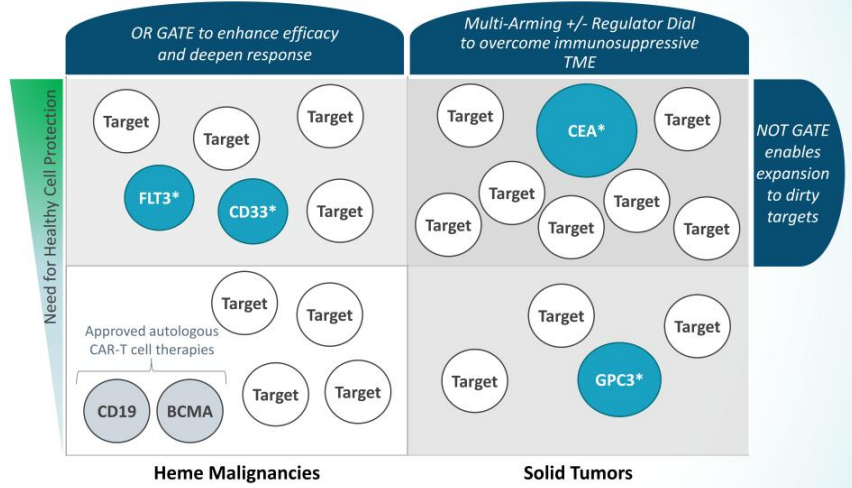 OR GATE to enhance efficacy
and deepen response
Multi-Arming +/- Regulator Dial
to overcome immunosuppressive
TME
Need for Healthy Cell Protection
Target
Target
Target
FLT3*
CD33*
Target
Target
CEA*
Target
Target
Target
Target
Target
Target
NOT GATE
enables
expansion
to dirty
targets
Target
Target
Approved autologous
CAR-T cell therapies
CD19
BCMA
Target
Target
Target
Target
Target
GPC3*
Heme Malignancies
Solid Tumors